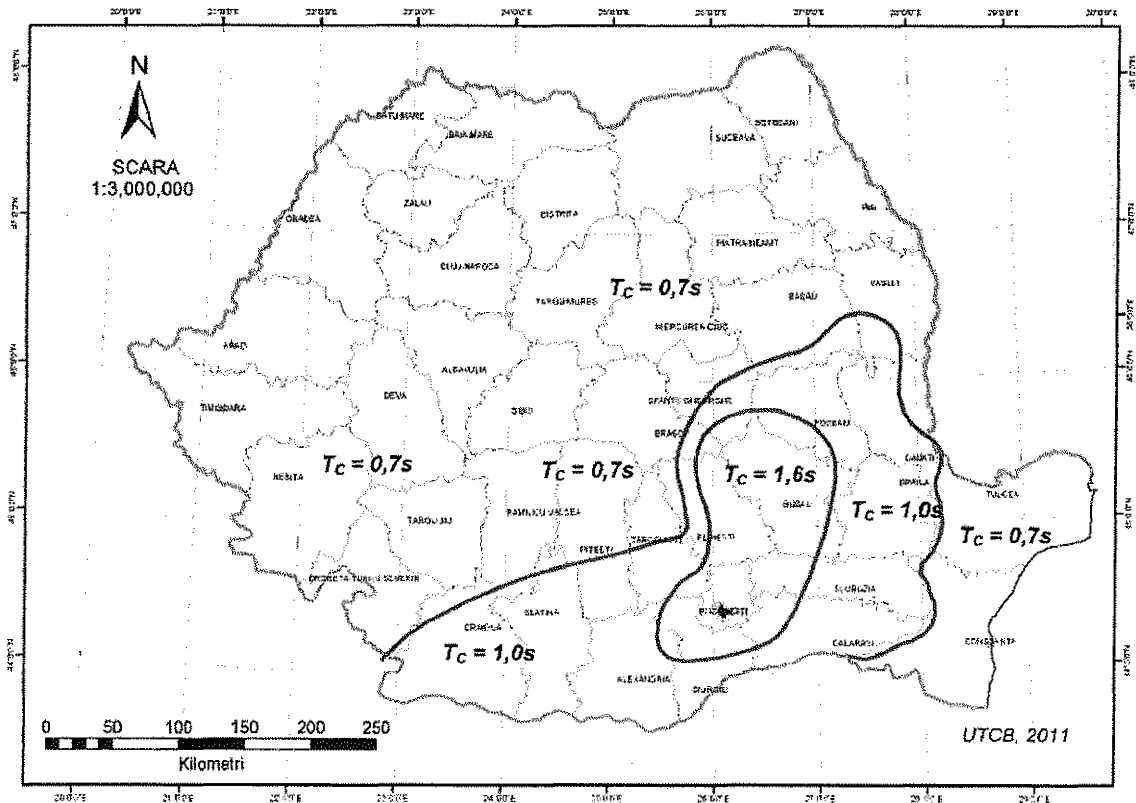 N
SCARA
1:3,000,000
SATU MARE
BAIA MARE
SUCEAVA
BOTOSANI
ZALAU
BISTRITA
IASI
ORADEA
PIATRA NEAMT
CLUJ-NAPOCA
T_C = 0,7s
VASLUI
TARGU MURES
BACAU
MIERCUREA CIUC
ARAD
ALBA IULIA
DEVA
SIBIU
SFANTU GHEORGHE
TIMISOARA
FOCSANI
BRASOV
T_C = 0,7s
T_C = 0,7s
T_C = 1,6s
GALATI
RESITA
BRAILA
TULCEA
BUZAU
T_C = 1,0s
TARGU JIU
RAMNICU VALCEA
T_C = 0,7s
PLOIESTI
TARGOVISTE
PITESTI
DROBETA-TURNU SEVERIN
SLOBOZIA
BUCURESTI
SLATINA
CRAIOVA
CALARASI
CONSTANTA
T_C = 1,0s
ALEXANDRIA
GIURGIU
0 50 100 150 200 250
Kilometri
UTCB, 2011